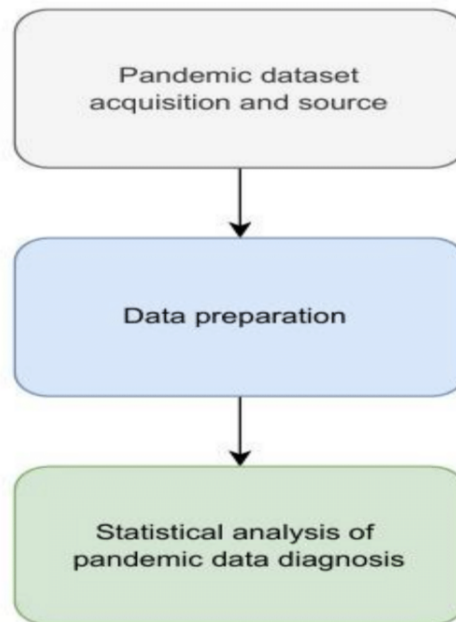 Pandemic dataset
acquisition and source
Data preparation
Statistical analysis of
pandemic data diagnosis